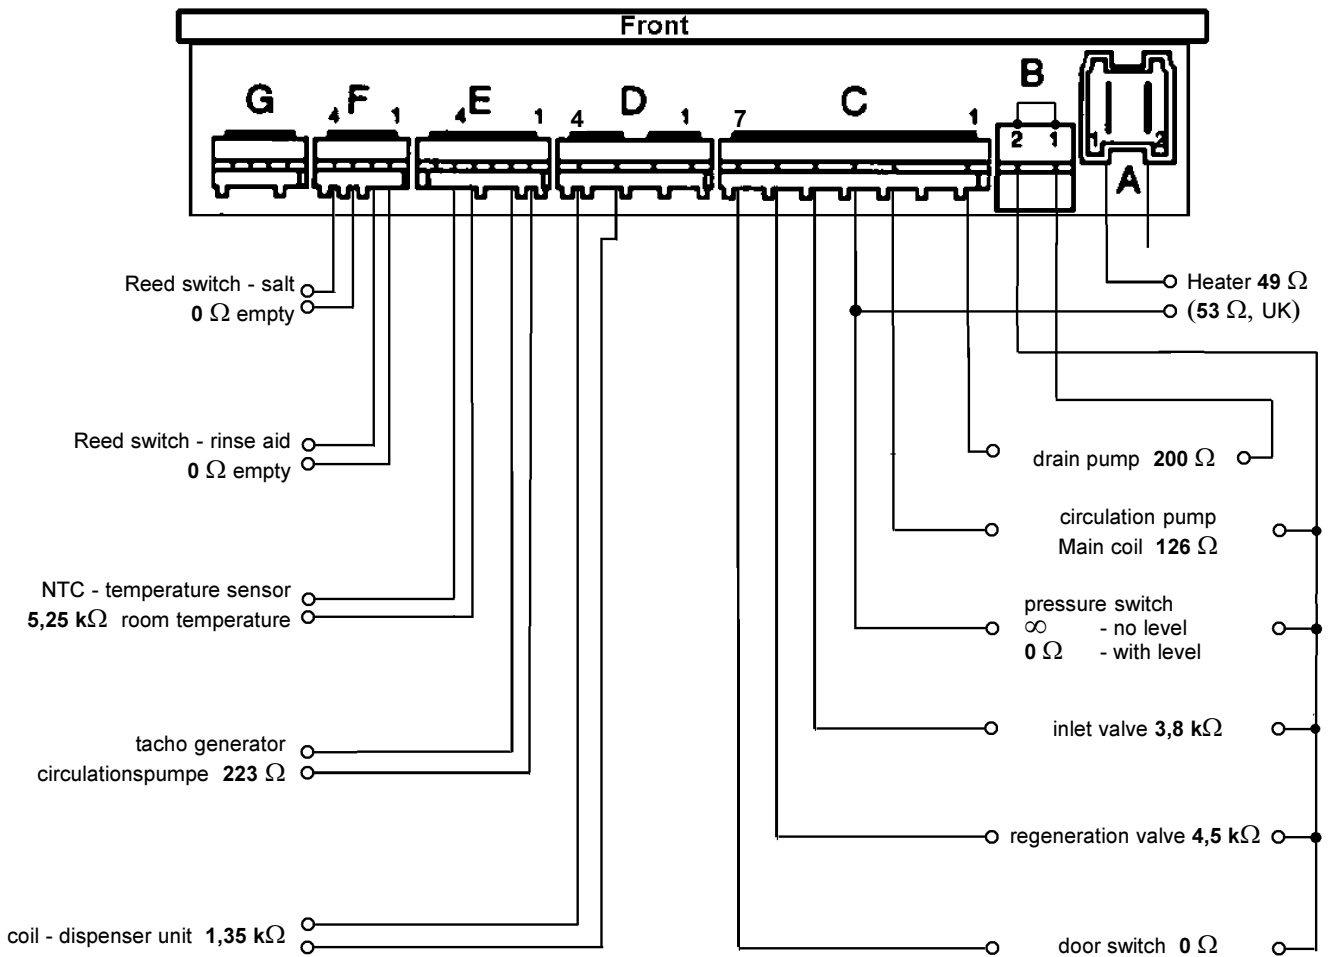 Front
G
F
E
D
C
B
A
4
1
4
1
4
1
7
1
2
1
1
2
Reed switch - salt
0 Ω empty
Reed switch - rinse aid
0 Ω empty
NTC - temperature sensor
5,25 kΩ room temperature
tacho generator
circulationspumpe 223 Ω
coil - dispenser unit 1,35 kΩ
Heater 49 Ω
(53 Ω, UK)
drain pump 200 Ω
circulation pump
Main coil 126 Ω
pressure switch
∞ - no level
0 Ω - with level
inlet valve 3,8 kΩ
regeneration valve 4,5 kΩ
door switch 0 Ω